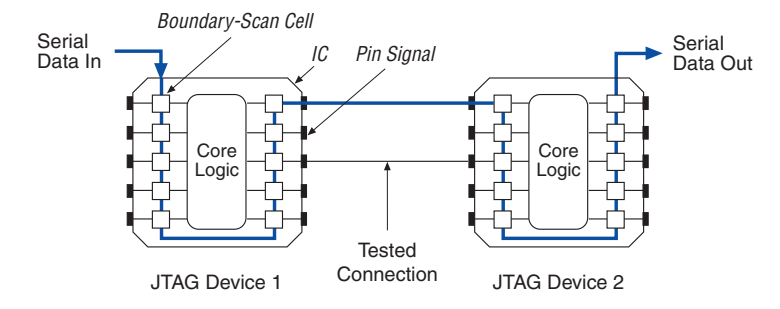 Boundary-Scan Cell
Serial
Data In
IC
Pin Signal
Serial
Data Out
Core
Logic
Core
Logic
Tested
Connection
JTAG Device 1
JTAG Device 2